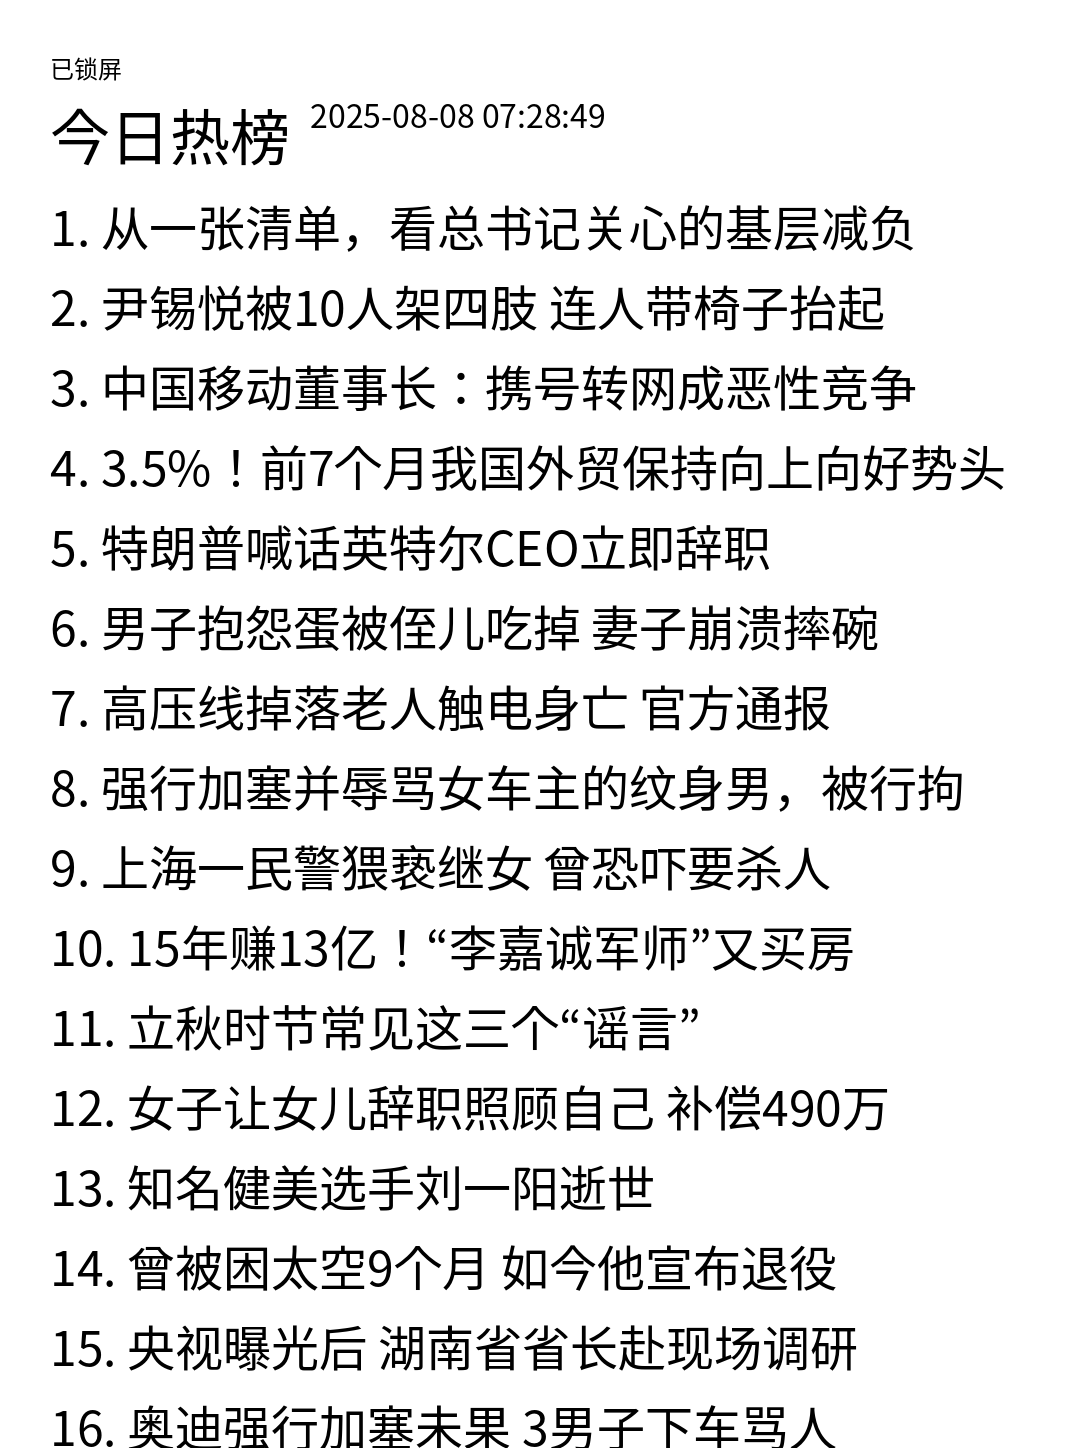 已锁屏
今日热榜 2025-08-08 07:28:49
1. 从一张清单，看总书记关心的基层减负
2. 尹锡悦被10人架四肢 连人带椅子抬起
3. 中国移动董事长：携号转网成恶性竞争
4. 3.5%！前7个月我国外贸保持向上向好势头
5. 特朗普喊话英特尔CEO立即辞职
6. 男子抱怨蛋被侄儿吃掉 妻子崩溃摔碗
7. 高压线掉落老人触电身亡 官方通报
8. 强行加塞并辱骂女车主的纹身男，被行拘
9. 上海一民警猥亵继女 曾恐吓要杀人
10. 15年赚13亿！“李嘉诚军师”又买房
11. 立秋时节常见这三个“谣言”
12. 女子让女儿辞职照顾自己 补偿490万
13. 知名健美选手刘一阳逝世
14. 曾被困太空9个月 如今他宣布退役
15. 央视曝光后 湖南省省长赴现场调研
16. 奥迪强行加塞未果 3男子下车骂人